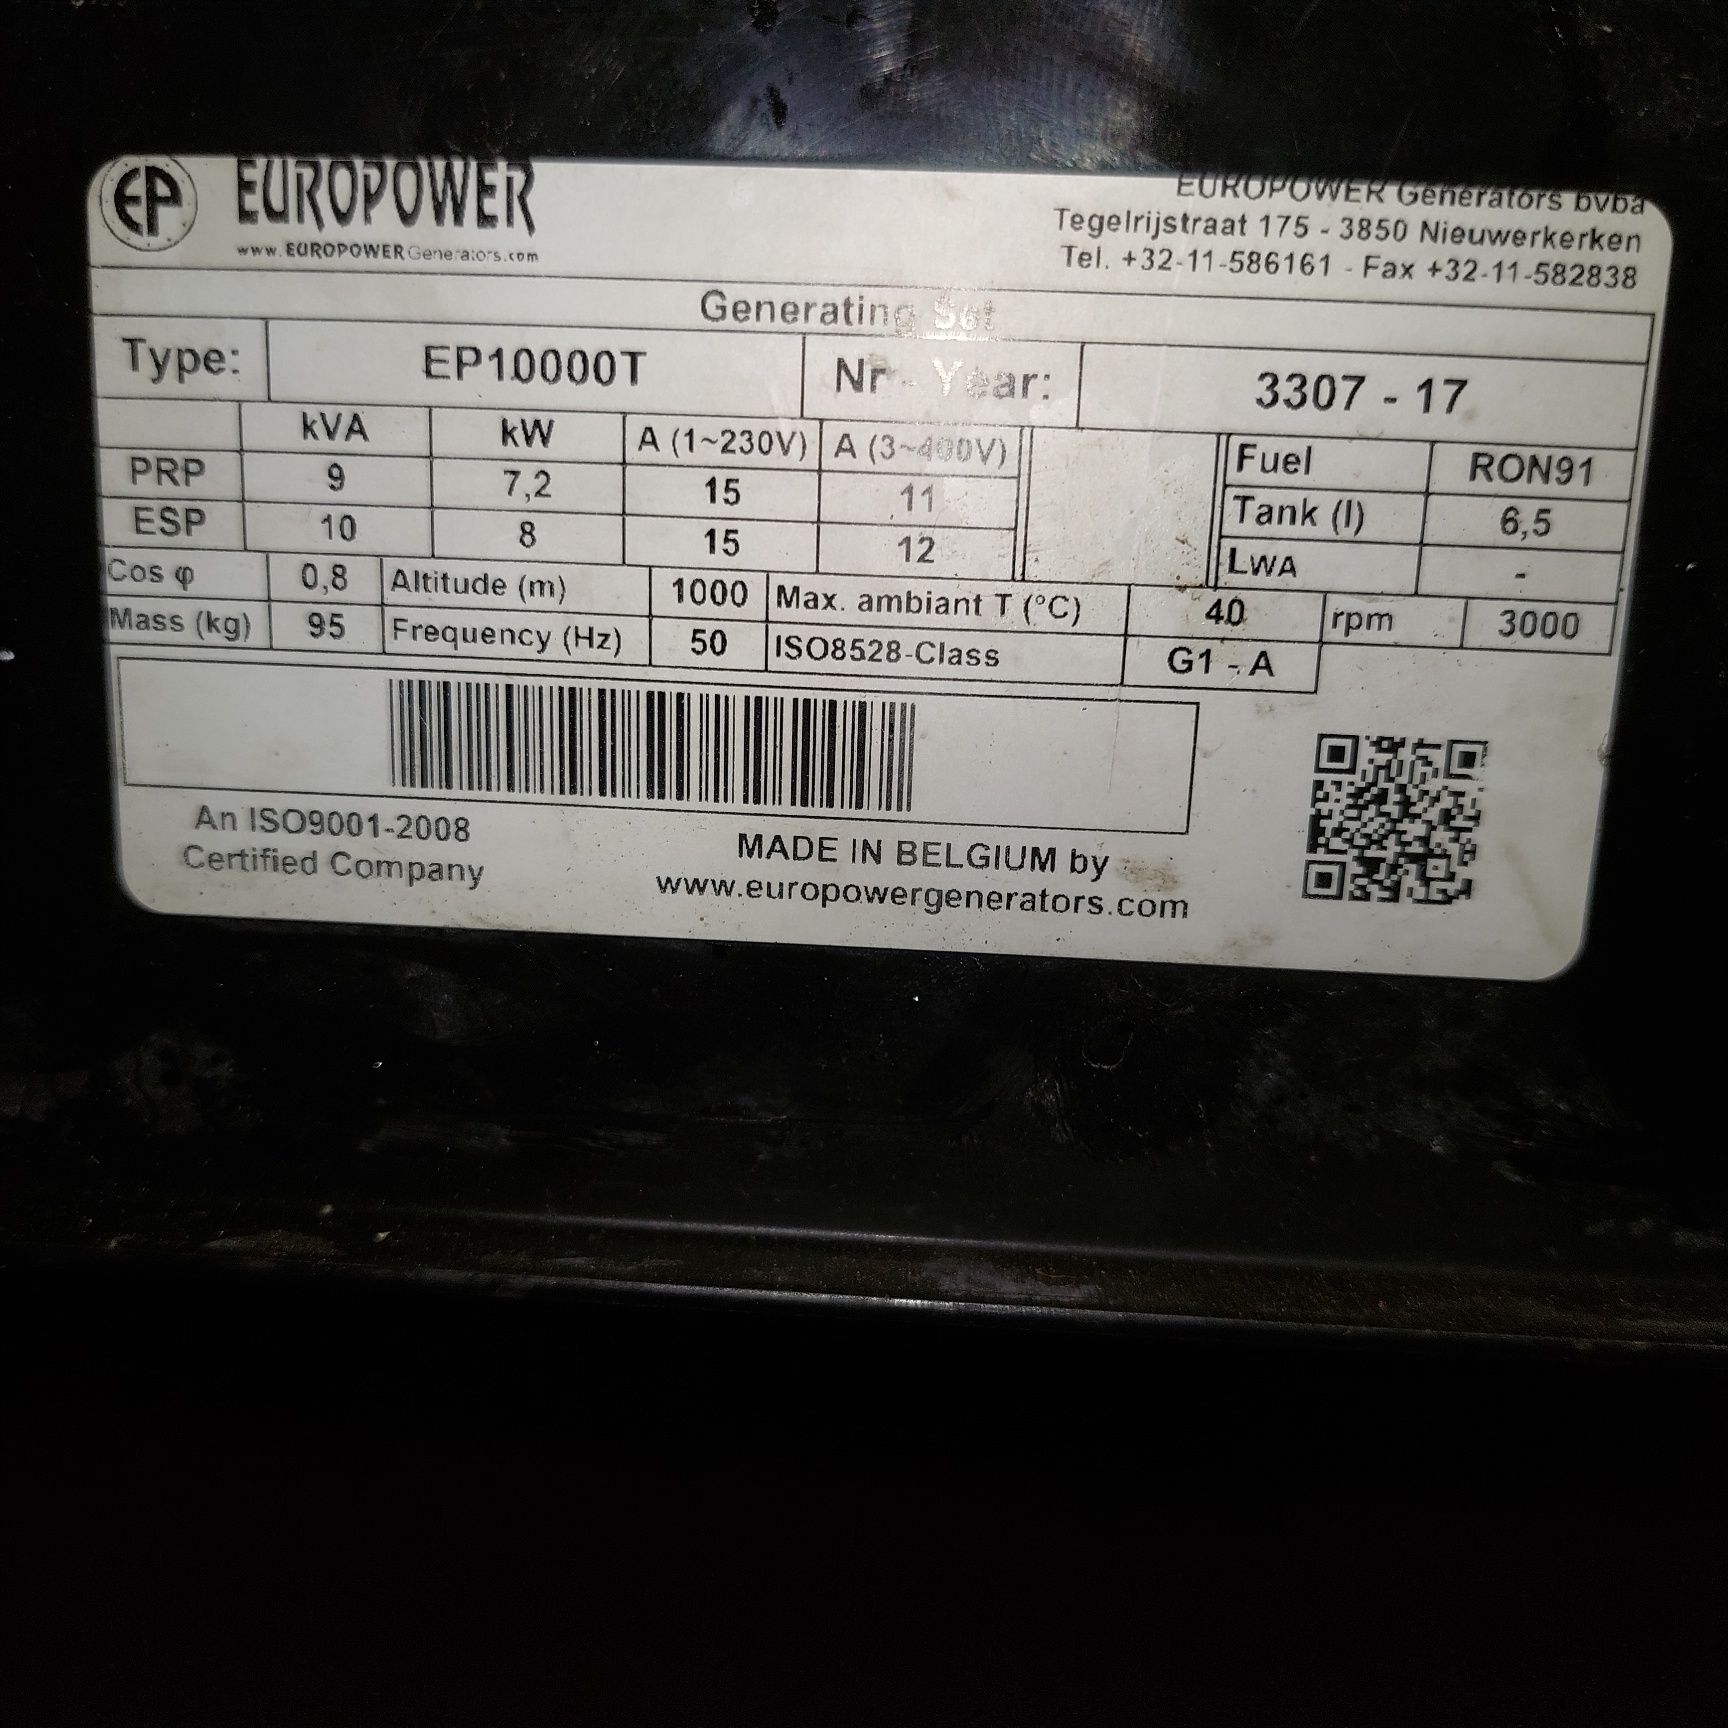 EP EUROPOWER
www.EUROPOWERGenerators.com
EUROPOWER Generators bvba
Tegelrijstraat 175 - 3850 Nieuwerkerken
Tel. +32-11-586161 - Fax +32-11-582838
Generating Set
Type: EP10000T Nr - Year: 3307 - 17
kVA kW A (1~230V) A (3~400V) Fuel RON91
PRP 9 7,2 15 11 Tank (l) 6,5
ESP 10 8 15 12 LWA -
Cos φ 0,8 Altitude (m) 1000 Max. ambiant T (°C) 40 rpm 3000
Mass (kg) 95 Frequency (Hz) 50 ISO8528-Class G1 - A
An ISO9001-2008
Certified Company
MADE IN BELGIUM by
www.europowergenerators.com